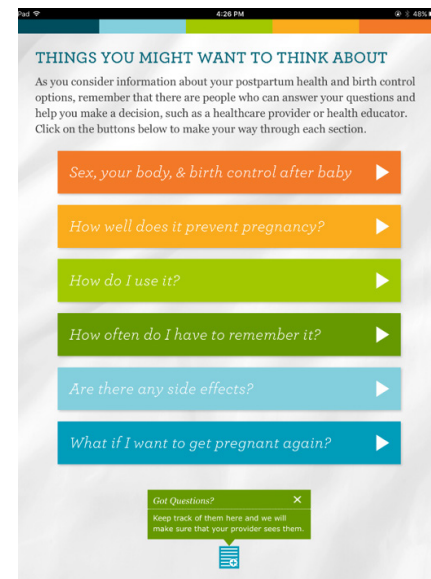 Pad 4:26 PM 48%
THINGS YOU MIGHT WANT TO THINK ABOUT
As you consider information about your postpartum health and birth control
options, remember that there are people who can answer your questions and
help you make a decision, such as a healthcare provider or health educator.
Click on the buttons below to make your way through each section.
Sex, your body, & birth control after baby
How well does it prevent pregnancy?
How do I use it?
How often do I have to remember it?
Are there any side effects?
What if I want to get pregnant again?
Got Questions?
Keep track of them here and we will
make sure that your provider sees them.